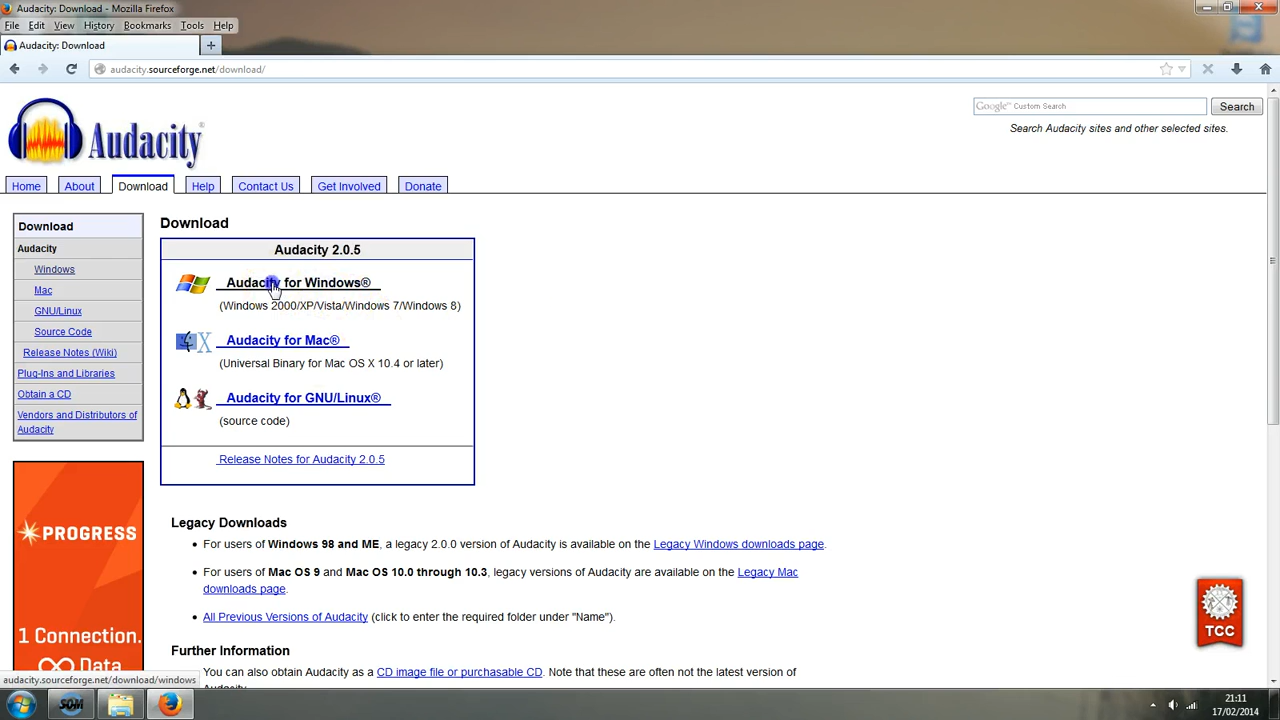 Audacity: Download - Mozilla Firefox
File Edit View History Bookmarks Tools Help
Audacity: Download
audacity.sourceforge.net/download/
Audacity®
Google™ Custom Search
Search
Search Audacity sites and other selected sites.
Home About Download Help Contact Us Get Involved Donate
Download
Audacity
Windows
Mac
GNU/Linux
Source Code
Release Notes (Wiki)
Plug-Ins and Libraries
Obtain a CD
Vendors and Distributors of
Audacity
PROGRESS
1 Connection.
∞ Data
Download
Audacity 2.0.5
Audacity for Windows®
(Windows 2000/XP/Vista/Windows 7/Windows 8)
Audacity for Mac®
(Universal Binary for Mac OS X 10.4 or later)
Audacity for GNU/Linux®
(source code)
Release Notes for Audacity 2.0.5
Legacy Downloads
• For users of Windows 98 and ME, a legacy 2.0.0 version of Audacity is available on the Legacy Windows downloads page.
• For users of Mac OS 9 and Mac OS 10.0 through 10.3, legacy versions of Audacity are available on the Legacy Mac
downloads page.
• All Previous Versions of Audacity (click to enter the required folder under "Name").
Further Information
You can also obtain Audacity as a CD image file or purchasable CD. Note that these are often not the latest version of
Audacity.
TCC
audacity.sourceforge.net/download/windows
SOM
21:11
17/02/2014